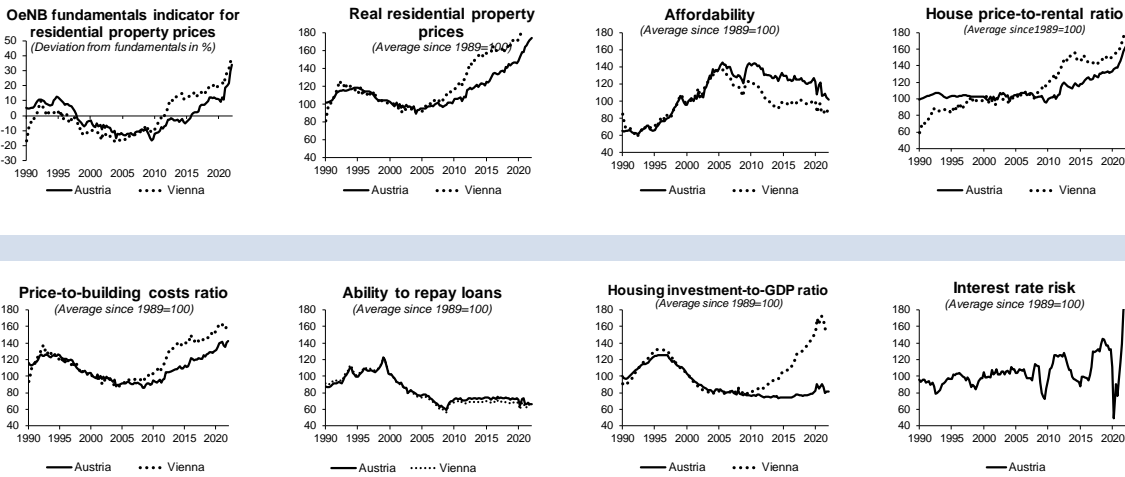 OeNB fundamentals indicator for
residential property prices
(Deviation from fundamentals in %)
50
40
30
20
10
0
-10
-20
-30
1990 1995 2000 2005 2010 2015 2020
Austria Vienna
Real residential property
prices
(Average since 1989=100)
180
160
140
120
100
80
60
40
1990 1995 2000 2005 2010 2015 2020
Austria Vienna
Affordability
(Average since 1989=100)
180
160
140
120
100
80
60
40
1990 1995 2000 2005 2010 2015 2020
Austria Vienna
House price-to-rental ratio
(Average since1989=100)
180
160
140
120
100
80
60
40
1990 1995 2000 2005 2010 2015 2020
Austria Vienna
Price-to-building costs ratio
(Average since 1989=100)
180
160
140
120
100
80
60
40
1990 1995 2000 2005 2010 2015 2020
Austria Vienna
Ability to repay loans
(Average since 1989=100)
180
160
140
120
100
80
60
40
1990 1995 2000 2005 2010 2015 2020
Austria Vienna
Housing investment-to-GDP ratio
(Average since 1989=100)
180
160
140
120
100
80
60
40
1990 1995 2000 2005 2010 2015 2020
Austria Vienna
Interest rate risk
(Average since 1989=100)
180
160
140
120
100
80
60
40
1990 1995 2000 2005 2010 2015 2020
Austria